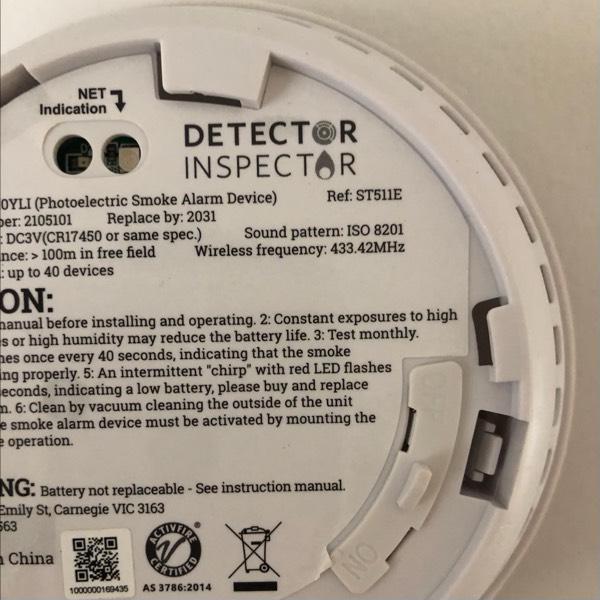 NET
Indication
DETECTOR
INSPECTOR
0YLI (Photoelectric Smoke Alarm Device) Ref: ST511E
ber: 2105101 Replace by: 2031
: DC3V(CR17450 or same spec.) Sound pattern: ISO 8201
nce: > 100m in free field Wireless frequency: 433.42MHz
: up to 40 devices
ON:
manual before installing and operating. 2: Constant exposures to high
s or high humidity may reduce the battery life. 3: Test monthly.
hes once every 40 seconds, indicating that the smoke
ing properly. 5: An intermittent "chirp" with red LED flashes
seconds, indicating a low battery, please buy and replace
m. 6: Clean by vacuum cleaning the outside of the unit
e smoke alarm device must be activated by mounting the
e operation.
NG: Battery not replaceable - See instruction manual.
Emily St, Carnegie VIC 3163
563
n China
1000000169435
ACTIVFIRE
CERTIFIED
®
AS 3786:2014
NO